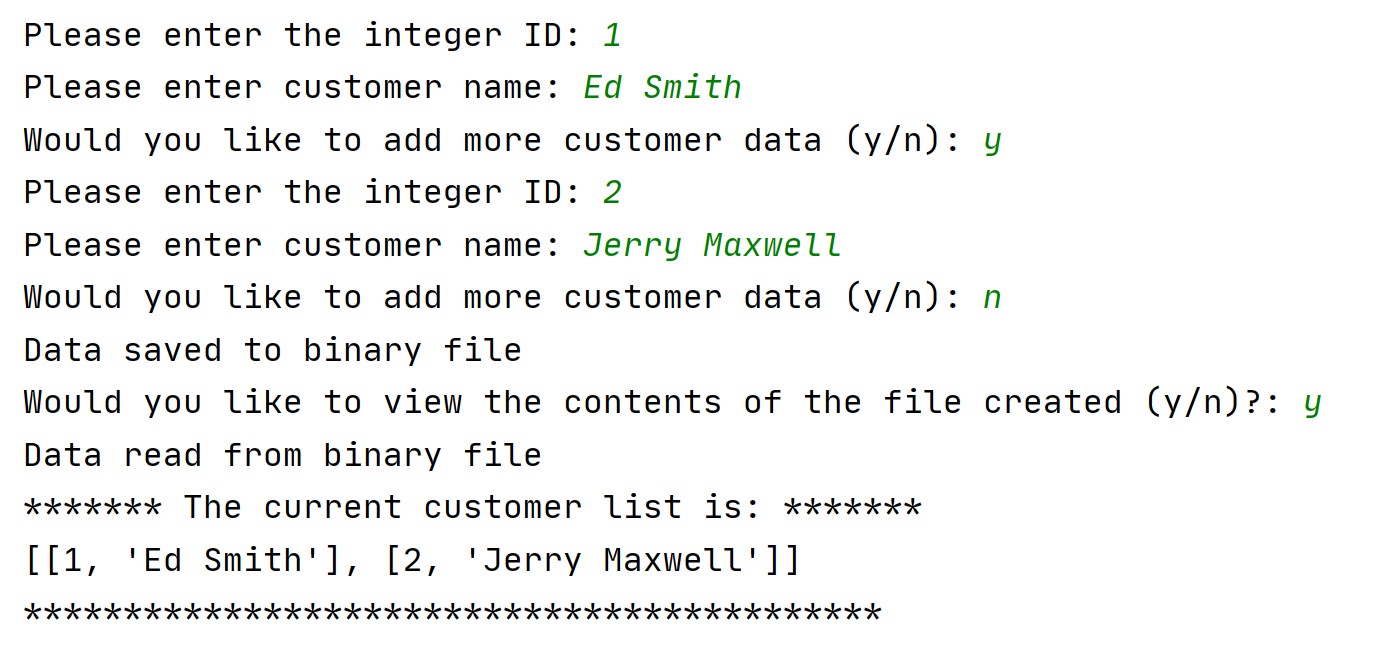 Please enter the integer ID: 1
Please enter customer name: Ed Smith
Would you like to add more customer data (y/n): y
Please enter the integer ID: 2
Please enter customer name: Jerry Maxwell
Would you like to add more customer data (y/n): n
Data saved to binary file
Would you like to view the contents of the file created (y/n)?: y
Data read from binary file
******* The current customer list is: *******
[[1, 'Ed Smith'], [2, 'Jerry Maxwell']]
*******************************************